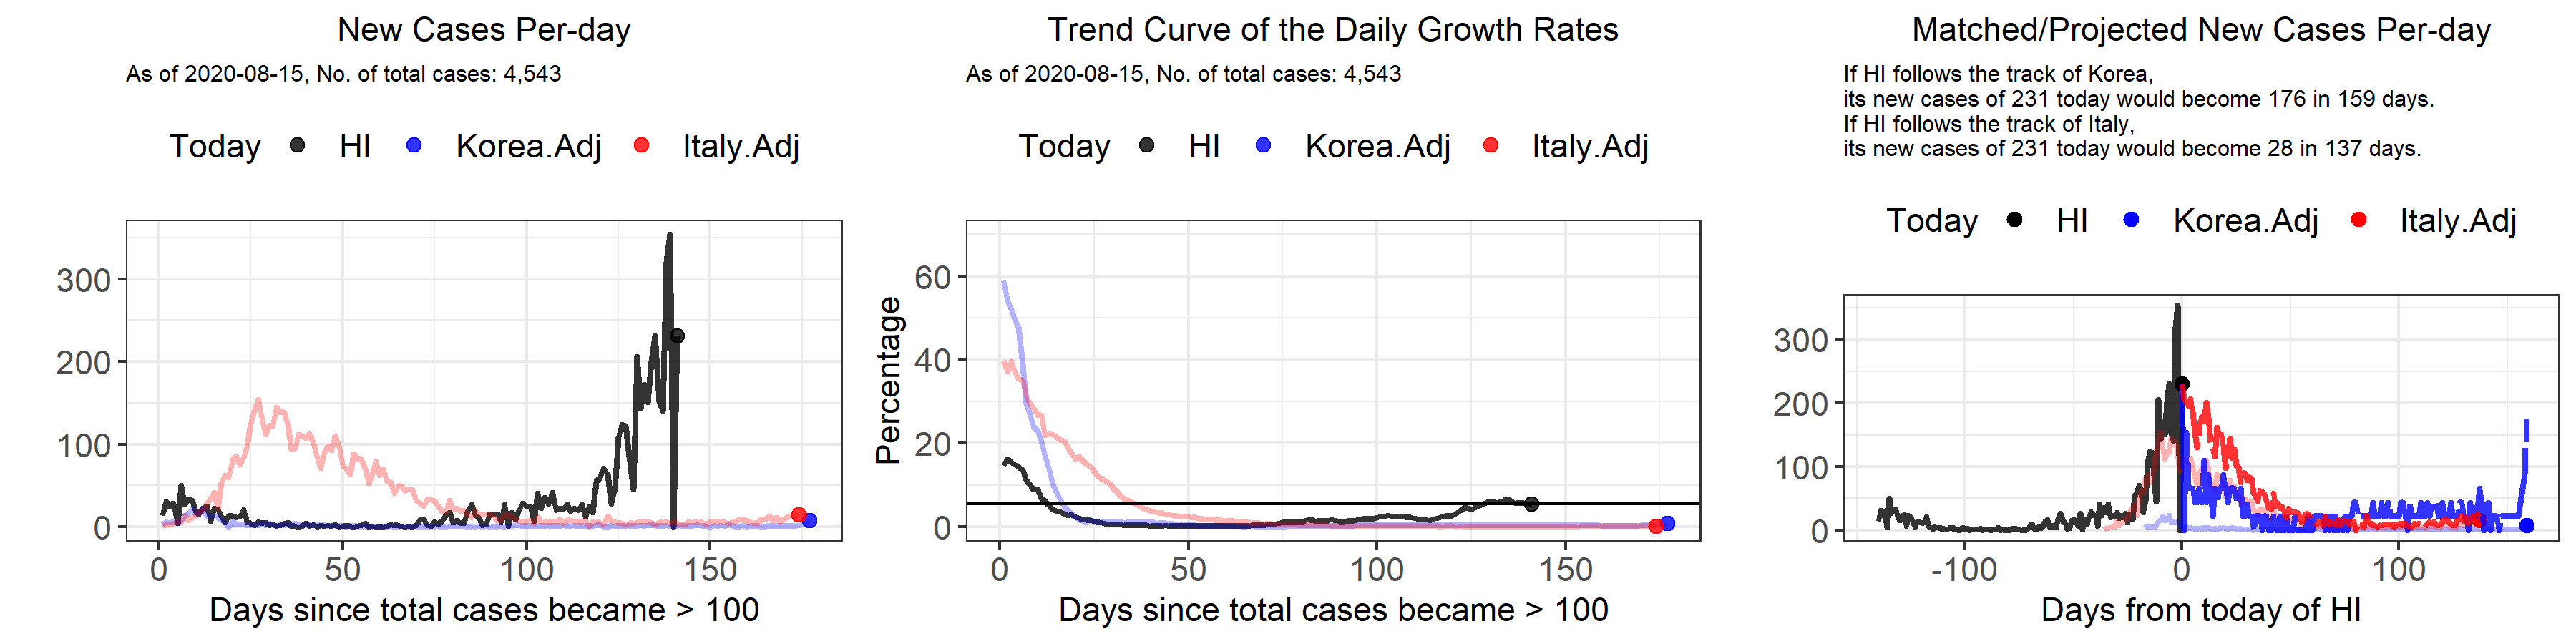 New Cases Per-day
As of 2020-08-15, No. of total cases: 4,543
Today HI Korea.Adj Italy.Adj
300
200
100
0
0 50 100 150
Days since total cases became > 100
Trend Curve of the Daily Growth Rates
As of 2020-08-15, No. of total cases: 4,543
Today HI Korea.Adj Italy.Adj
Percentage
60
40
20
0
0 50 100 150
Days since total cases became > 100
Matched/Projected New Cases Per-day
If HI follows the track of Korea,
its new cases of 231 today would become 176 in 159 days.
If HI follows the track of Italy,
its new cases of 231 today would become 28 in 137 days.
Today HI Korea.Adj Italy.Adj
300
200
100
0
-100 0 100
Days from today of HI